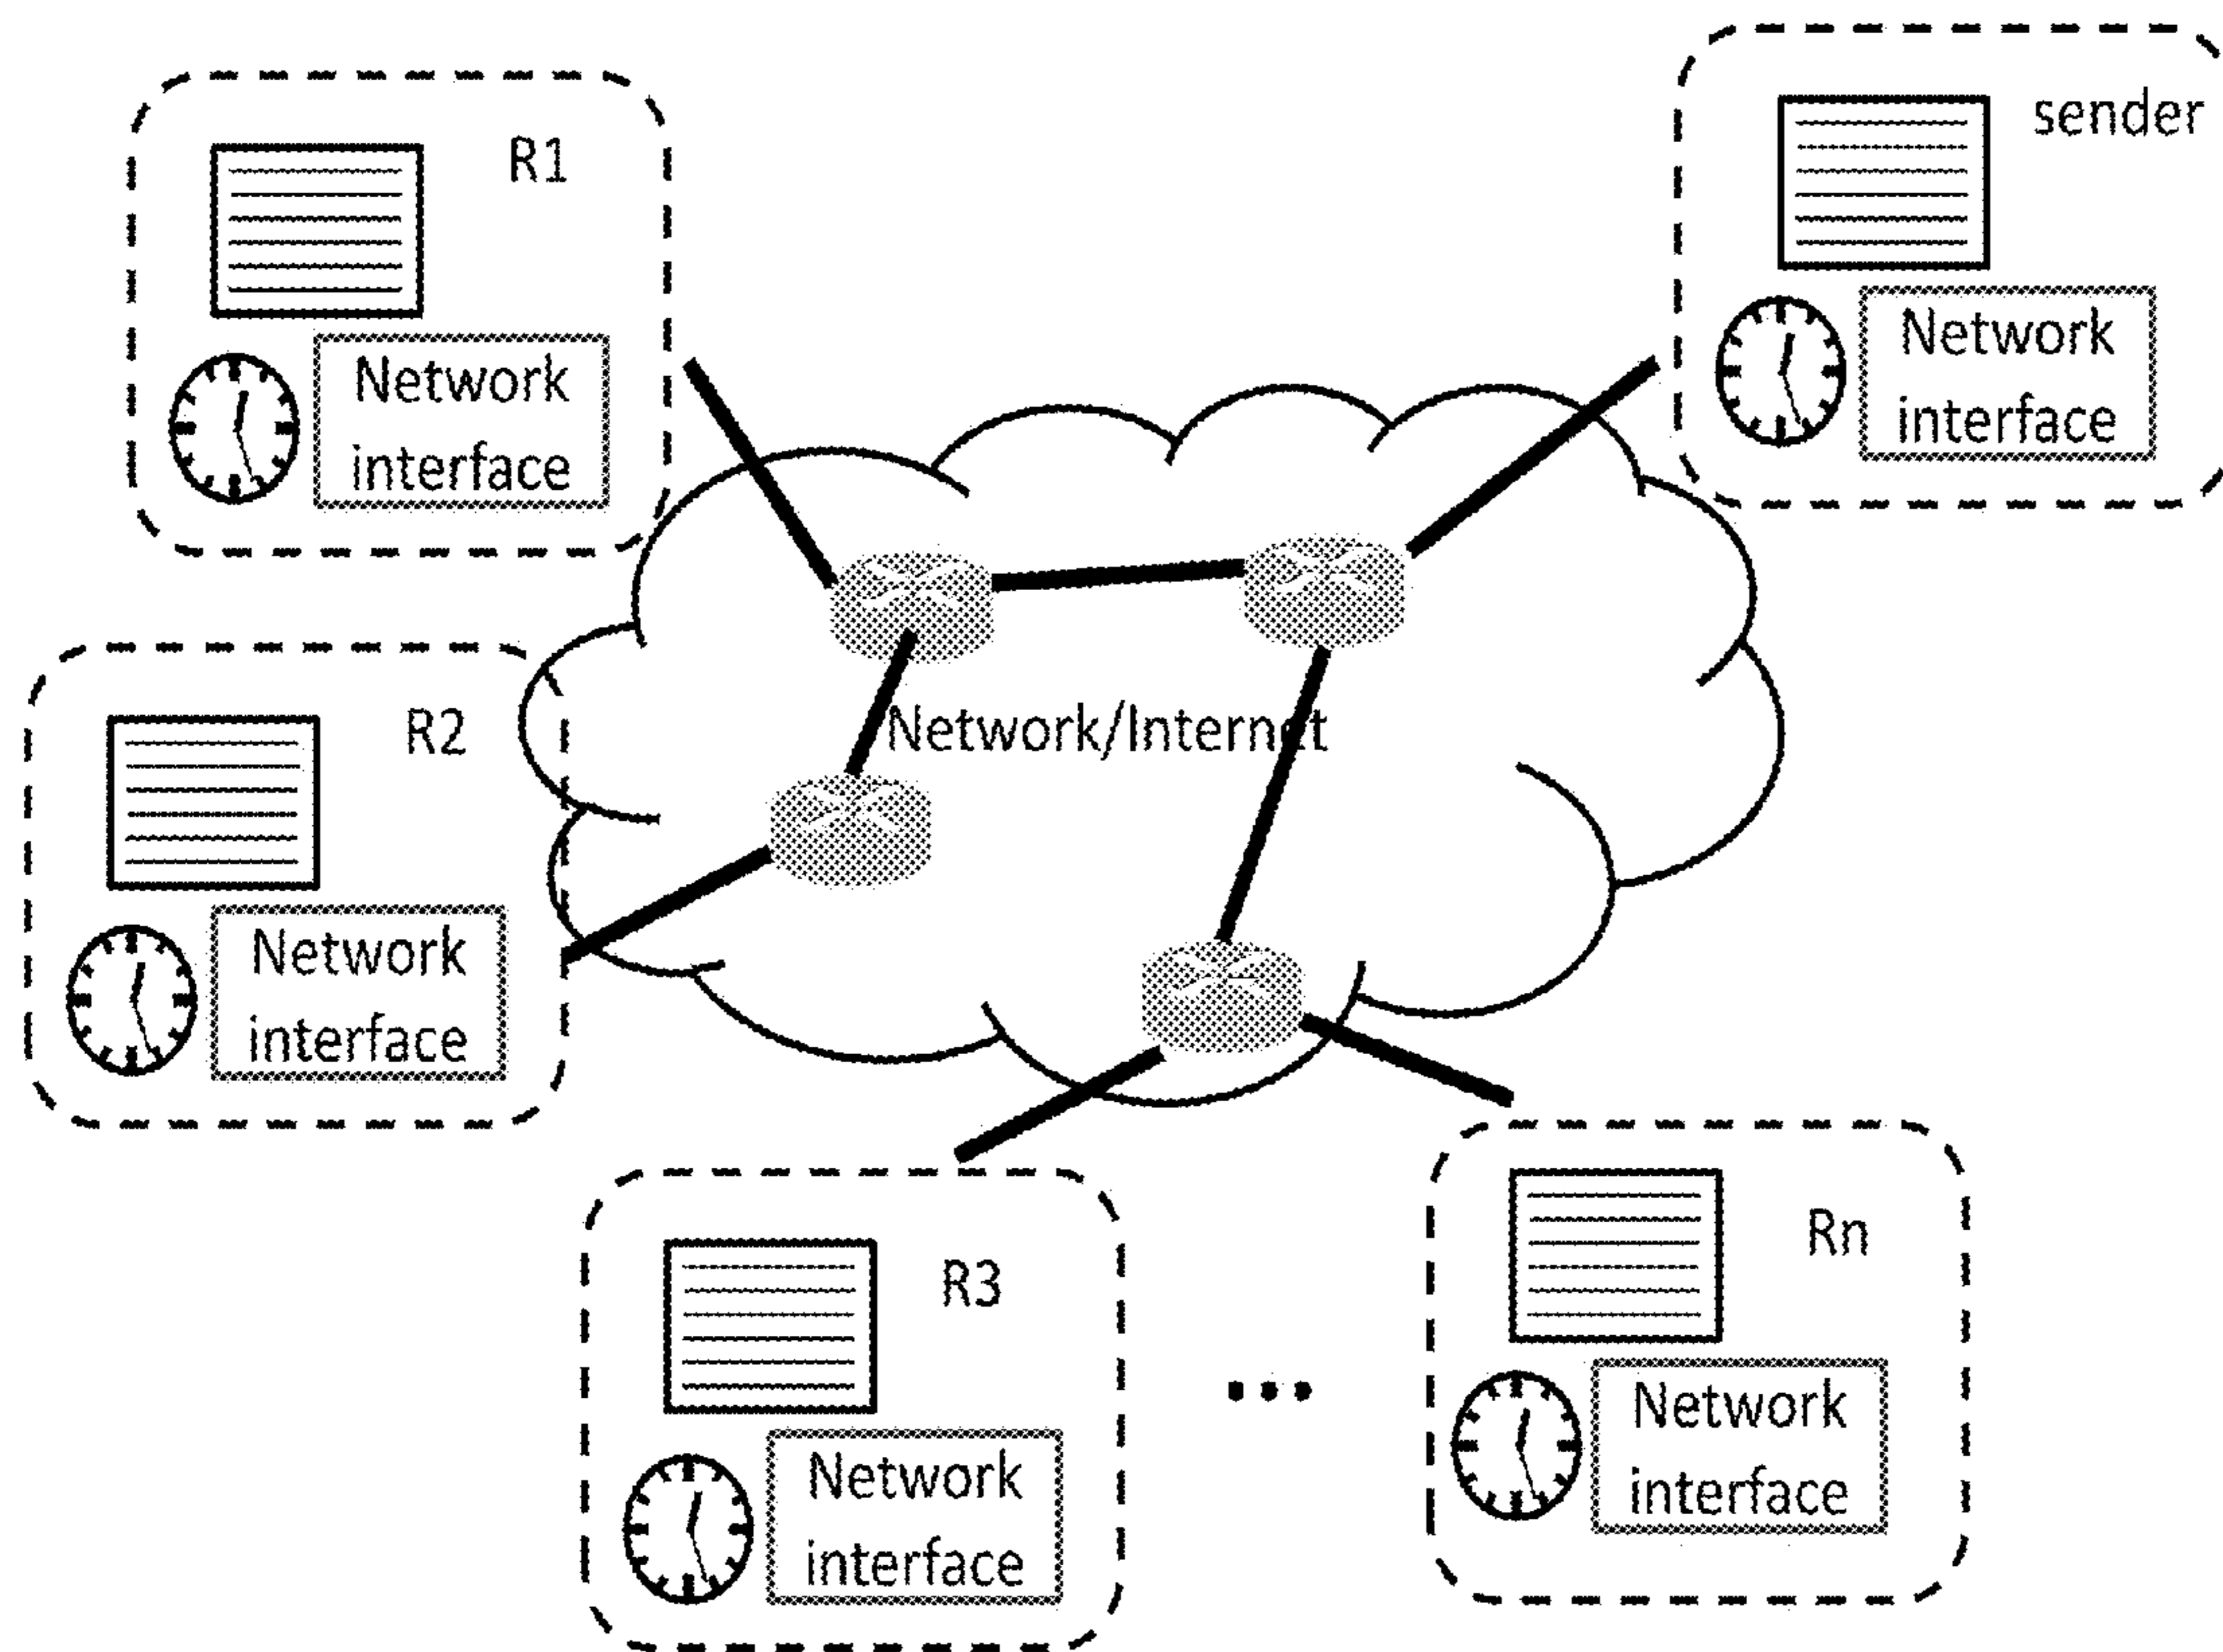 sender
R1
Network
interface
Network
interface
R2
Network/Internet
Network
interface
R3
Rn
Network
interface
...
Network
interface